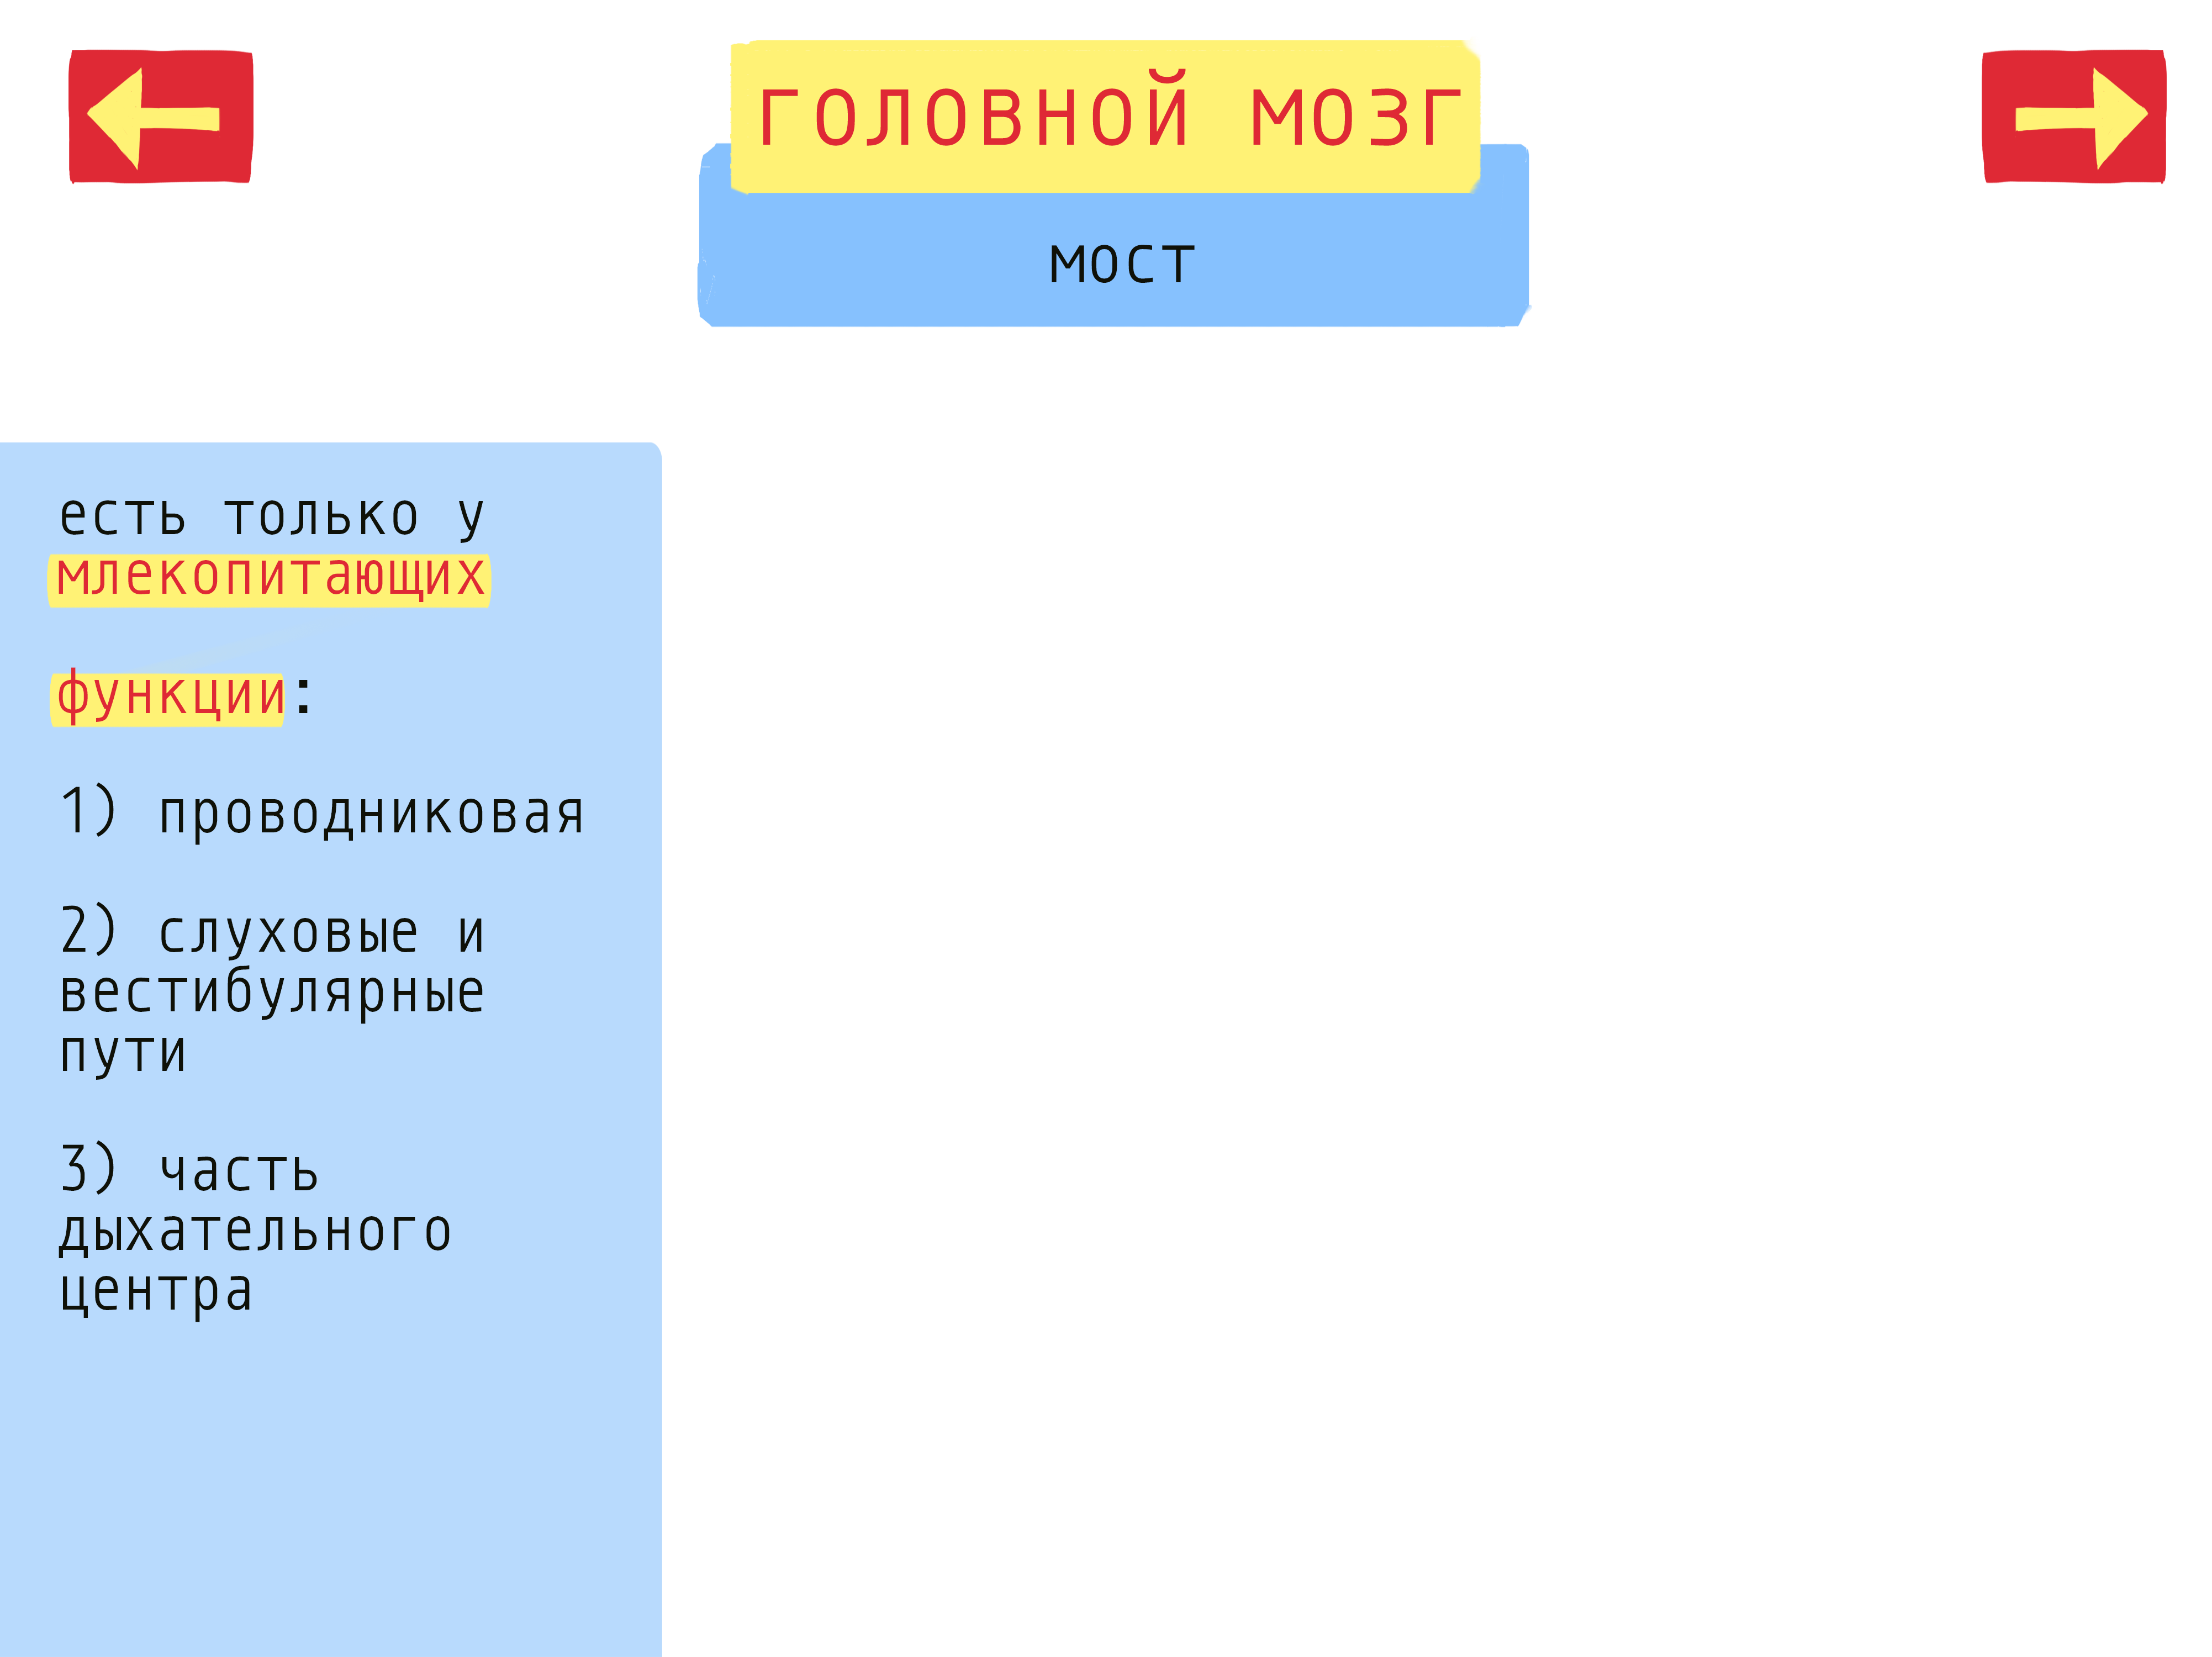 ГОЛОВНОЙ МОЗГ
МОСТ
есть только у
млекопитающих
функции:
1) проводниковая
2) слуховые и
вестибулярные
пути
3) часть
дыхательного
центра